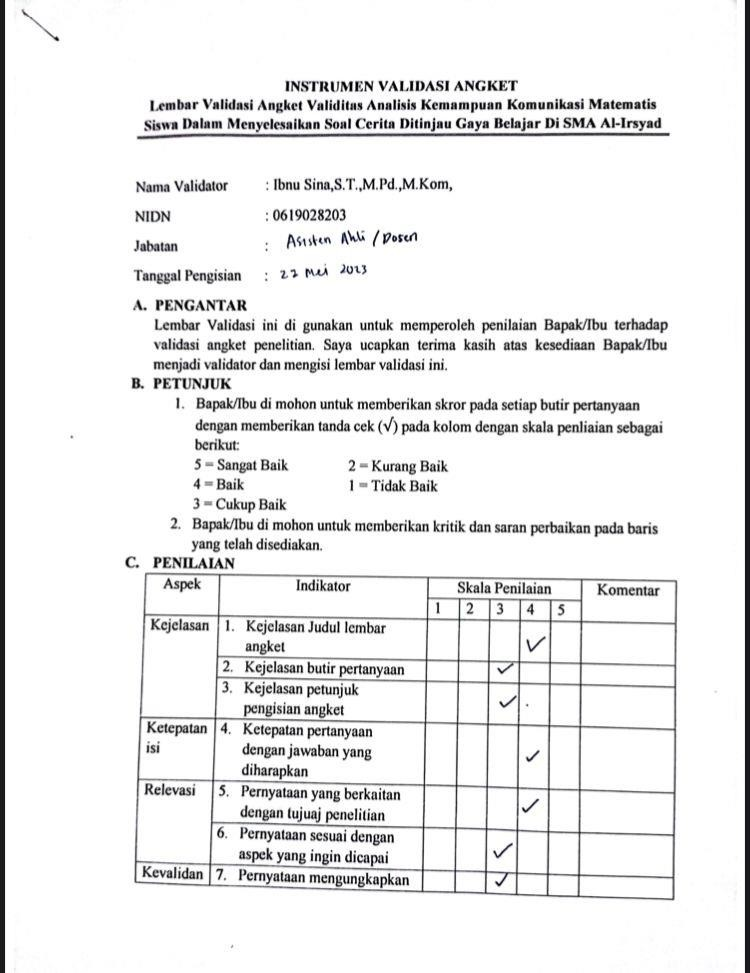 INSTRUMEN VALIDASI ANGKET
Lembar Validasi Angket Validitas Analisis Kemampuan Komunikasi Matematis
Siswa Dalam Menyelesaikan Soal Cerita Ditinjau Gaya Belajar Di SMA Al-Irsyad
Nama Validator : Ibnu Sina,S.T.,M.Pd.,M.Kom,
NIDN : 0619028203
Jabatan : Asisten Ahli / Dosen
Tanggal Pengisian : 22 Mei 2023
A. PENGANTAR
Lembar Validasi ini di gunakan untuk memperoleh penilaian Bapak/Ibu terhadap
validasi angket penelitian. Saya ucapkan terima kasih atas kesediaan Bapak/Ibu
menjadi validator dan mengisi lembar validasi ini.
B. PETUNJUK
1. Bapak/Ibu di mohon untuk memberikan skror pada setiap butir pertanyaan
dengan memberikan tanda cek (√) pada kolom dengan skala penliaian sebagai
berikut:
5 = Sangat Baik 2 = Kurang Baik
4 = Baik 1 = Tidak Baik
3 = Cukup Baik
2. Bapak/Ibu di mohon untuk memberikan kritik dan saran perbaikan pada baris
yang telah disediakan.
C. PENILAIAN
Aspek Indikator Skala Penilaian Komentar
1 2 3 4 5
Kejelasan 1. Kejelasan Judul lembar
angket ✓
2. Kejelasan butir pertanyaan ✓
3. Kejelasan petunjuk
pengisian angket ✓
Ketepatan 4. Ketepatan pertanyaan
isi dengan jawaban yang
diharapkan ✓
Relevasi 5. Pernyataan yang berkaitan
dengan tujuaj penelitian ✓
6. Pernyataan sesuai dengan
aspek yang ingin dicapai ✓
Kevalidan 7. Pernyataan mengungkapkan ✓